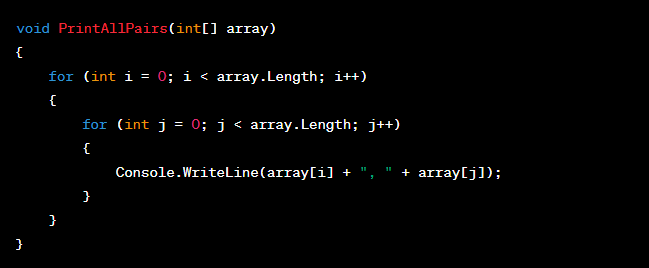 void PrintAllPairs(int[] array)
{
    for (int i = 0; i < array.Length; i++)
    {
        for (int j = 0; j < array.Length; j++)
        {
            Console.WriteLine(array[i] + ", " + array[j]);
        }
    }
}